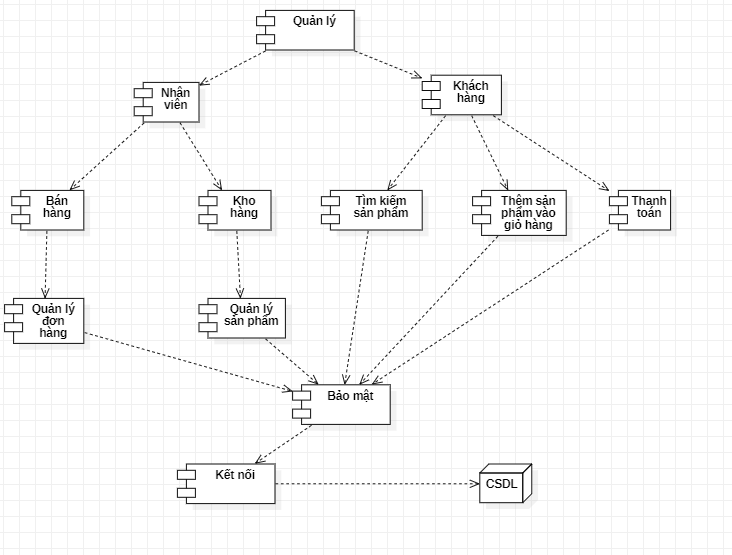 Quản lý
Nhân
viên
Khách
hàng
Bán
hàng
Kho
hàng
Tìm kiếm
sản phẩm
Thêm sản
phẩm vào
giỏ hàng
Thanh
toán
Quản lý
đơn
hàng
Quản lý
sản phẩm
Bảo mật
Kết nối
CSDL